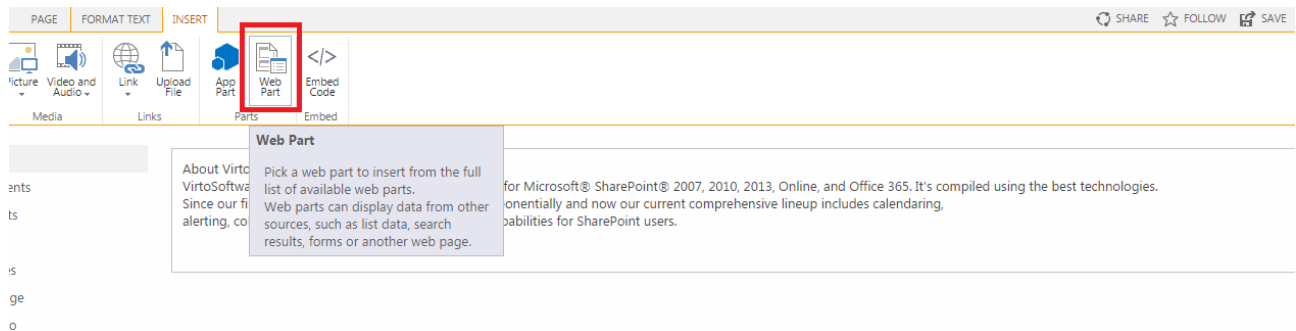 PAGE FORMAT TEXT INSERT SHARE FOLLOW SAVE
Picture Video and Audio Link Upload File App Part Web Part Embed Code
Media Links Parts Embed
Web Part
Pick a web part to insert from the full
list of available web parts.
Web parts can display data from other
sources, such as list data, search
results, forms or another web page.
About Virto
VirtoSoftwa for Microsoft® SharePoint® 2007, 2010, 2013, Online, and Office 365. It's compiled using the best technologies.
Since our fi onentially and now our current comprehensive lineup includes calendaring,
alerting, co pabilities for SharePoint users.
ents
ts
es
ge
o